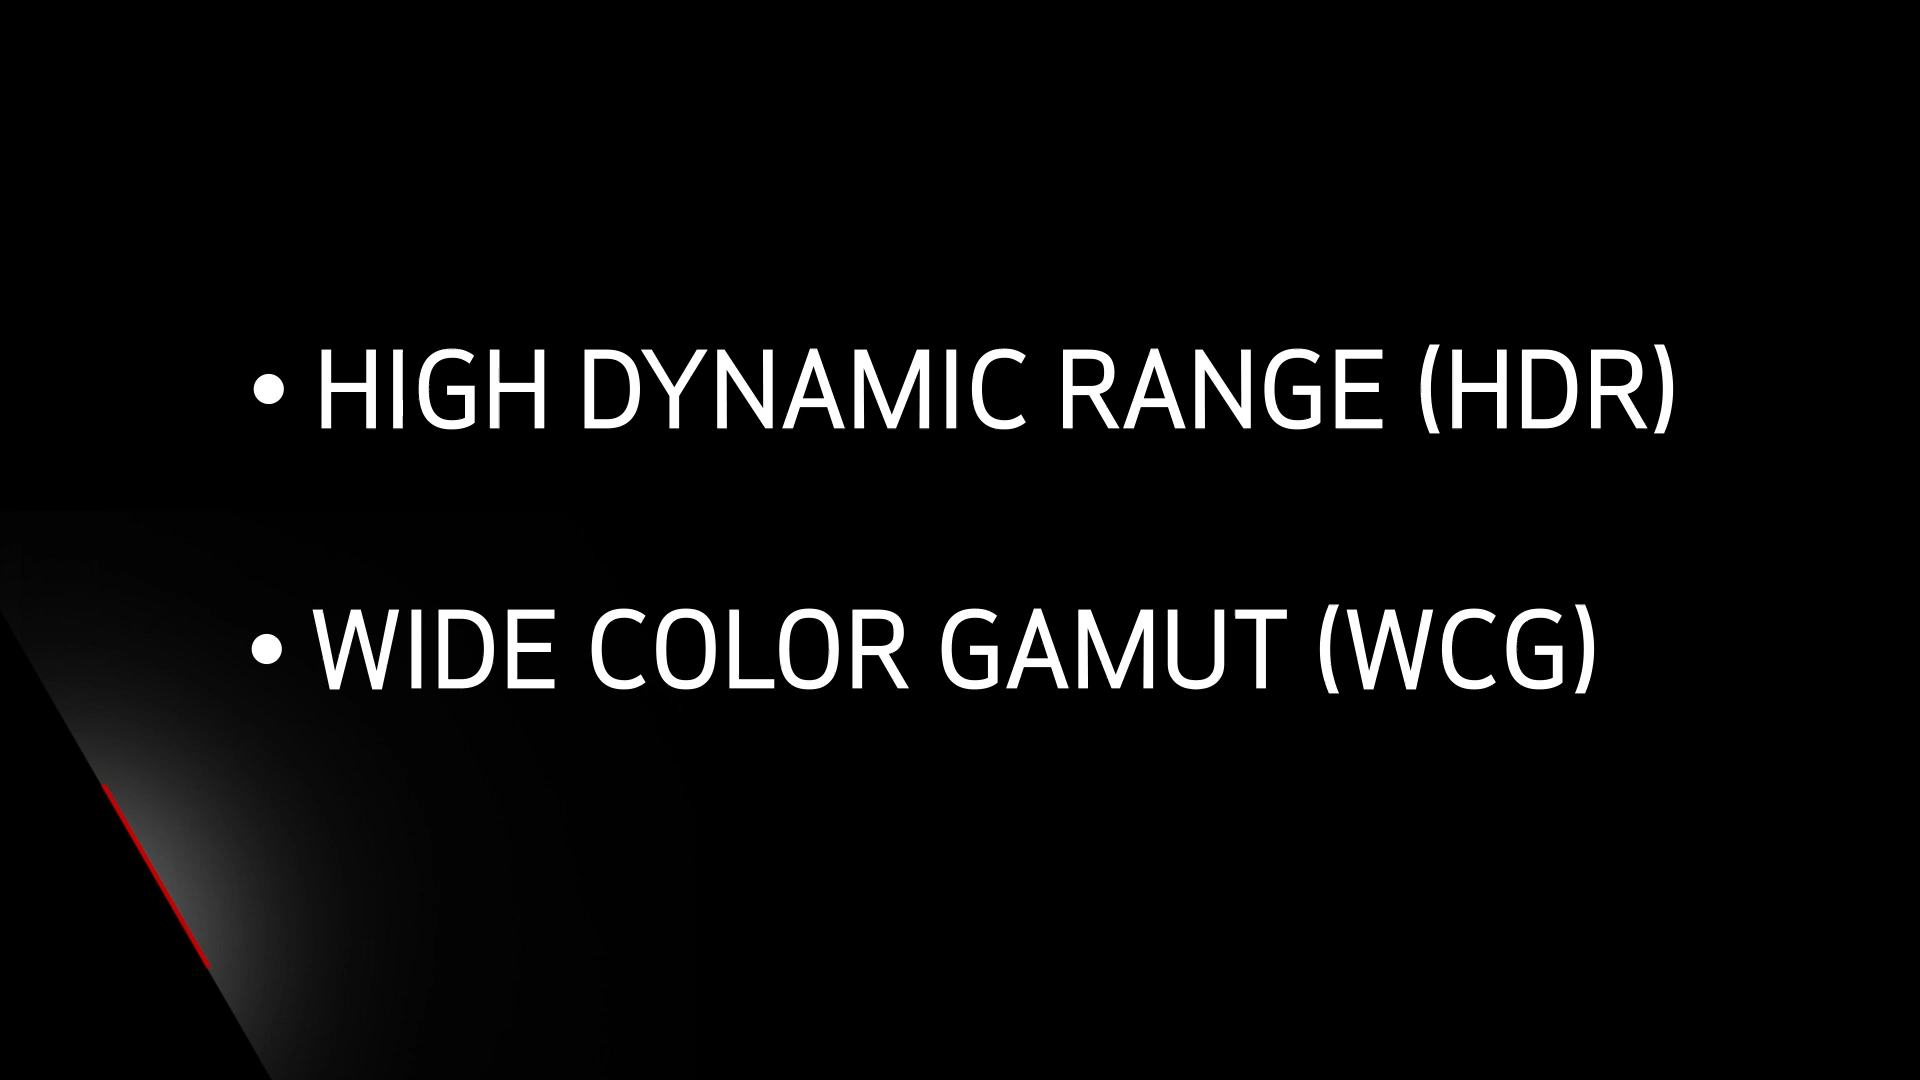 • HIGH DYNAMIC RANGE (HDR)
• WIDE COLOR GAMUT (WCG)